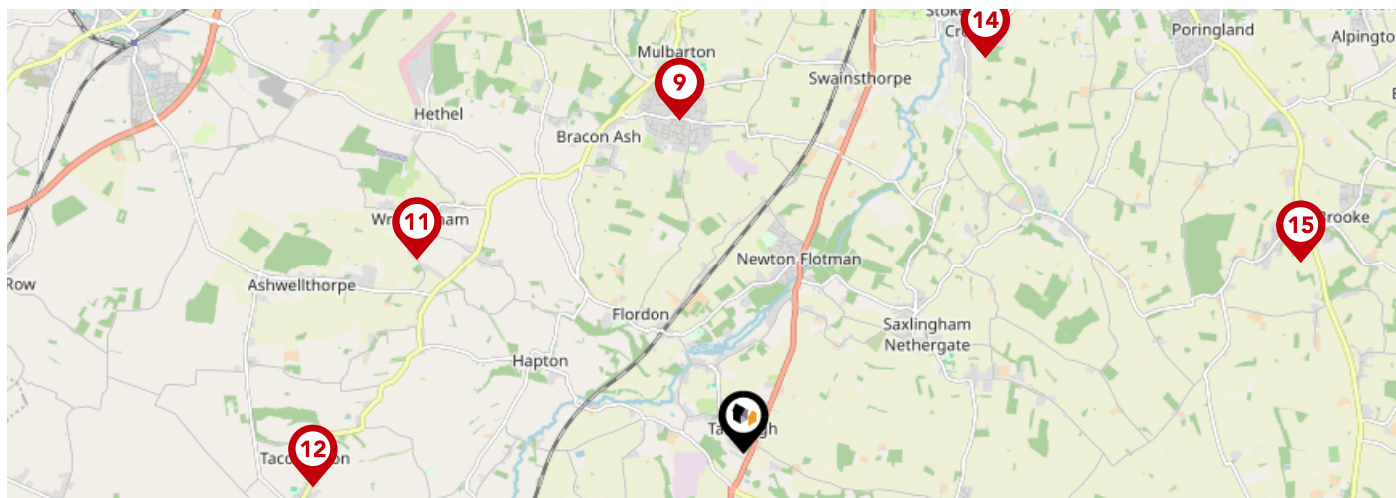 14
Poringland
Alpington
Mulbarton
9
Swainsthorpe
Hethel
Bracon Ash
11
15
Brooke
Newton Flotman
Row
Ashwellthorpe
Flordon
Saxlingham
Nethergate
Hapton
12